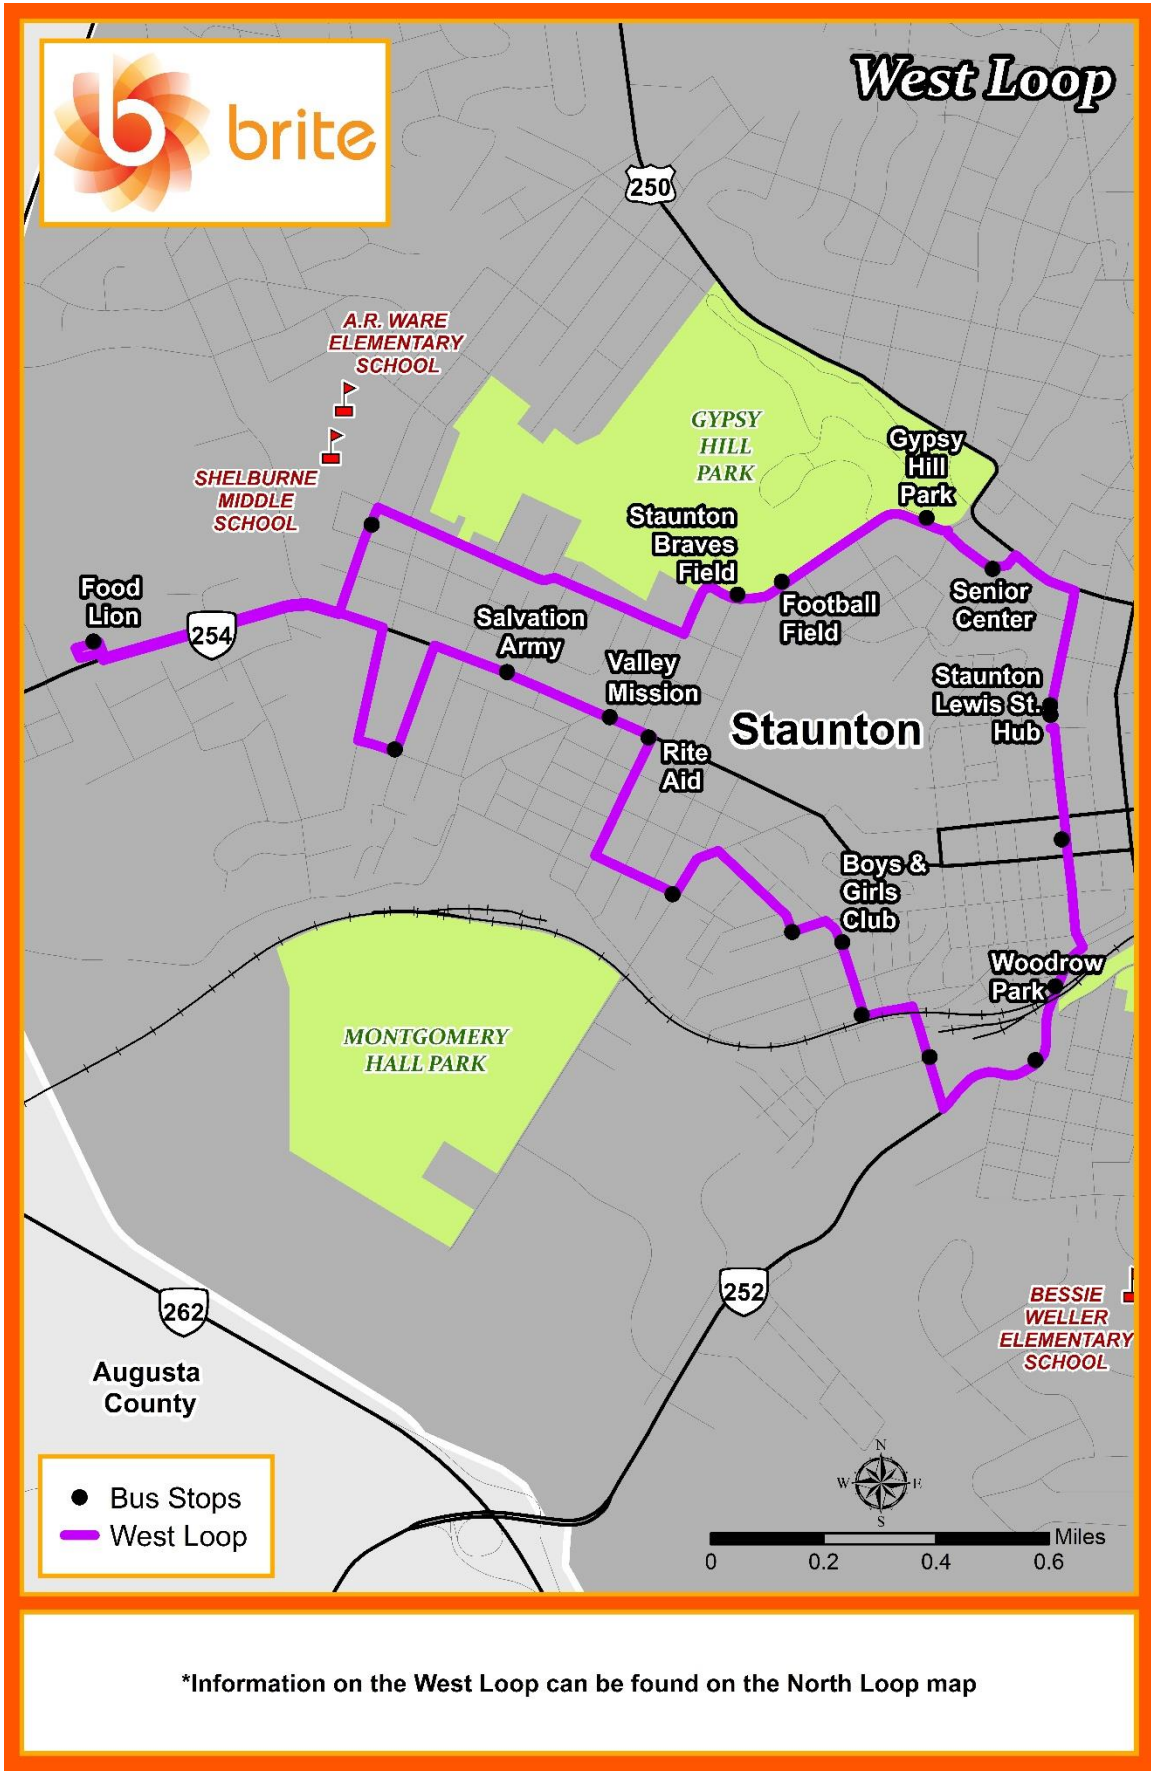 b brite
West Loop
250
A.R. WARE
ELEMENTARY
SCHOOL
SHELBURNE
MIDDLE
SCHOOL
GYPSY
HILL
PARK
Gypsy
Hill
Park
Staunton
Braves
Field
Football
Field
Senior
Center
Food
Lion
254
Salvation
Army
Valley
Mission
Rite
Aid
Staunton
Staunton
Lewis St.
Hub
Boys &
Girls
Club
Woodrow
Park
MONTGOMERY
HALL PARK
252
262
Augusta
County
BESSIE
WELLER
ELEMENTARY
SCHOOL
N
W E
S
Bus Stops
West Loop
Miles
0 0.2 0.4 0.6
*Information on the West Loop can be found on the North Loop map